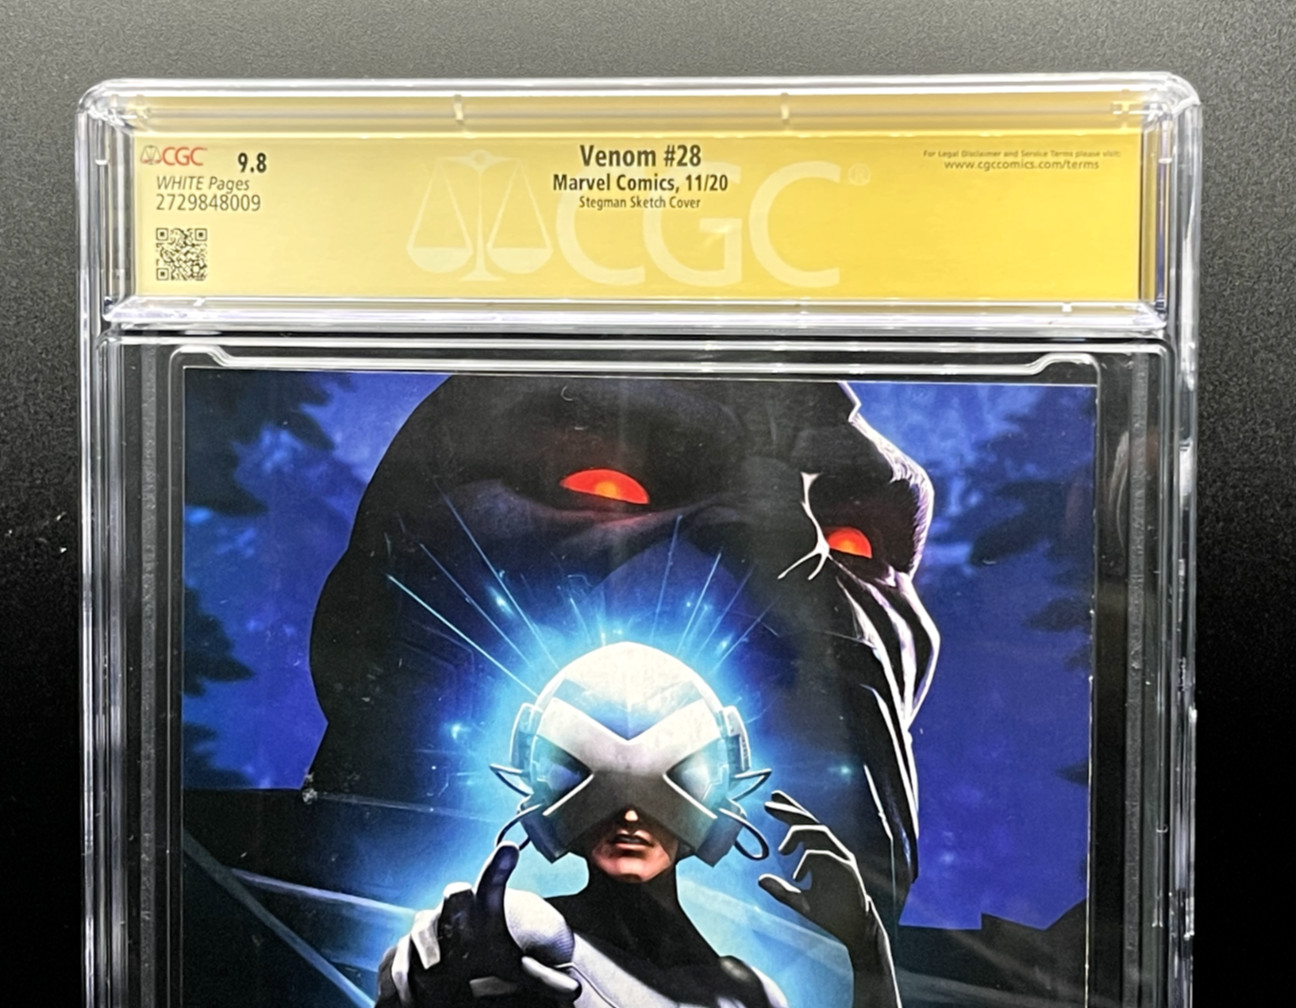 CGC 9.8
WHITE Pages
2729848009
Venom #28
Marvel Comics, 11/20
Stegman Sketch Cover
For Legal Disclaimer and Service Terms please visit:
www.cgccomics.com/terms
CGC®